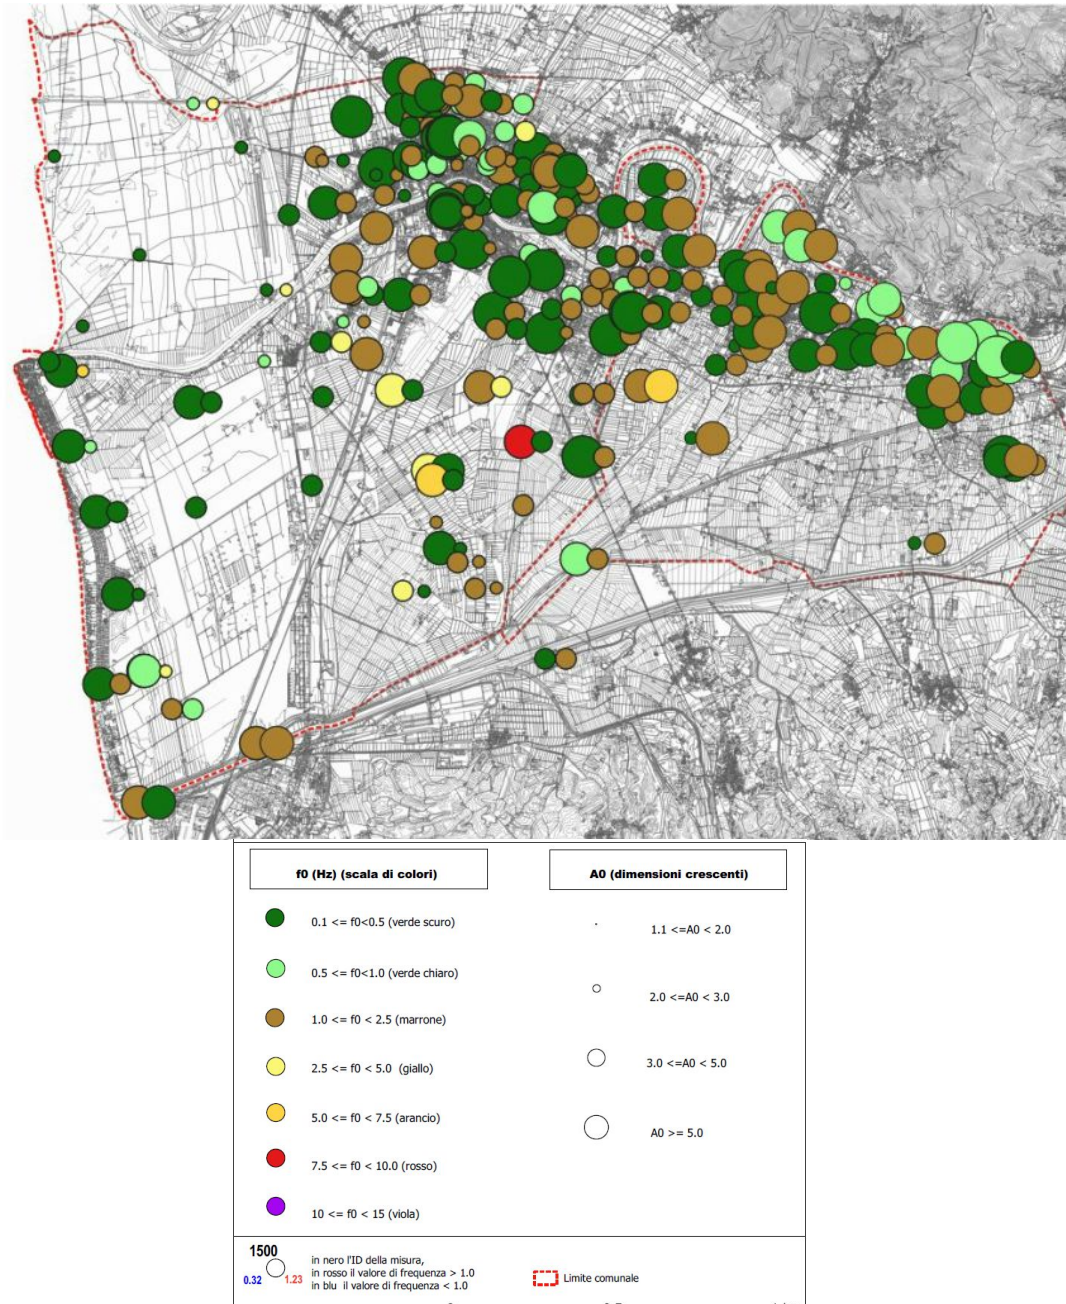 f0 (Hz) (scala di colori)
A0 (dimensioni crescenti)
0.1 <= f0<0.5 (verde scuro)
1.1 <=A0 < 2.0
0.5 <= f0<1.0 (verde chiaro)
2.0 <=A0 < 3.0
1.0 <= f0 < 2.5 (marrone)
2.5 <= f0 < 5.0 (giallo)
3.0 <=A0 < 5.0
5.0 <= f0 < 7.5 (arancio)
A0 >= 5.0
7.5 <= f0 < 10.0 (rosso)
10 <= f0 < 15 (viola)
1500
0.32 1.23
in nero l'ID della misura,
in rosso il valore di frequenza > 1.0
in blu il valore di frequenza < 1.0
Limite comunale